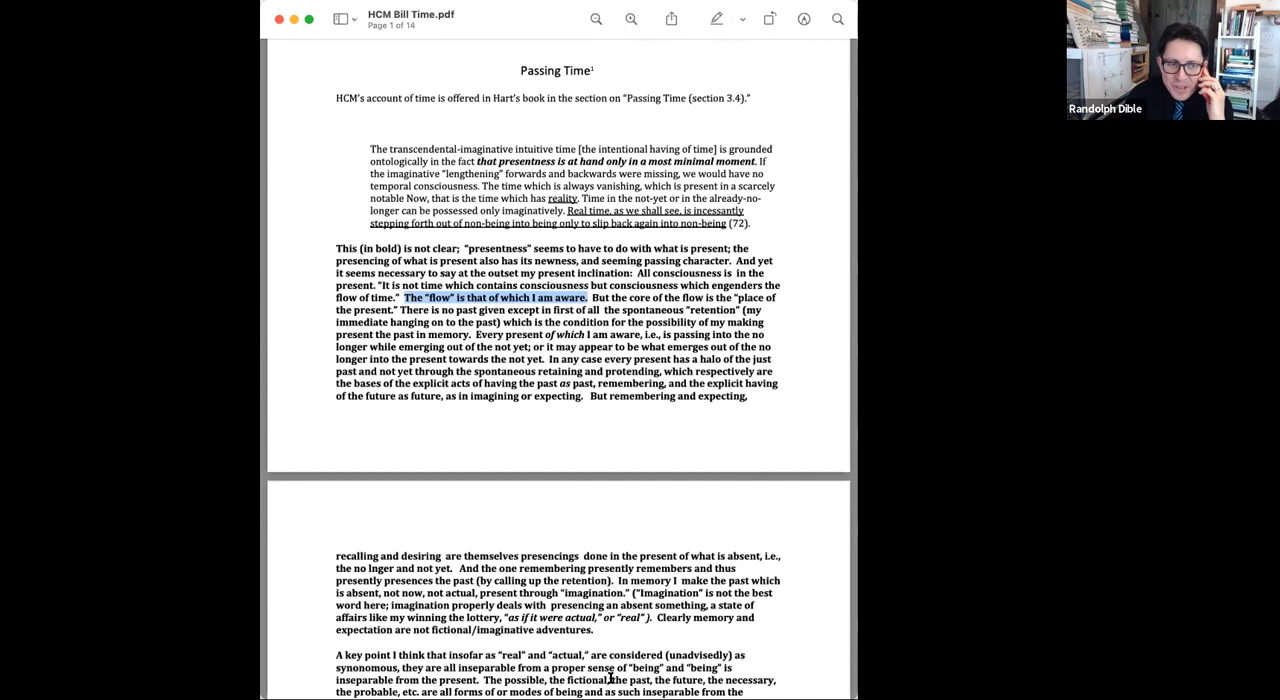 HCM Bill Time.pdf
Page 1 of 14
Randolph Dible
Passing Time¹
HCM's account of time is offered in Hart's book in the section on "Passing Time (section 3.4)."
The transcendental-imaginative intuitive time [the intentional having of time] is grounded
ontologically in the fact that presentness is at hand only in a most minimal moment. If
the imaginative "lengthening" forwards and backwards were missing, we would have no
temporal consciousness. The time which is always vanishing, which is present in a scarcely
notable Now, that is the time which has reality. Time in the not-yet or in the already-no-
longer can be possessed only imaginatively. Real time, as we shall see, is incessantly
stepping forth out of non-being into being only to slip back again into non-being (72).
This (in bold) is not clear; "presentness" seems to have to do with what is present; the
presencing of what is present also has its newness, and seeming passing character. And yet
it seems necessary to say at the outset my present inclination: All consciousness is in the
present. "It is not time which contains consciousness but consciousness which engenders the
flow of time." The "flow" is that of which I am aware. But the core of the flow is the "place of
the present." There is no past given except in first of all the spontaneous "retention" (my
immediate hanging on to the past) which is the condition for the possibility of my making
present the past in memory. Every present of which I am aware, i.e., is passing into the no
longer while emerging out of the not yet; or it may appear to be what emerges out of the no
longer into the present towards the not yet. In any case every present has a halo of the just
past and not yet through the spontaneous retaining and protending, which respectively are
the bases of the explicit acts of having the past as past, remembering, and the explicit having
of the future as future, as in imagining or expecting. But remembering and expecting,
recalling and desiring are themselves presencings done in the present of what is absent, i.e.,
the no lnger and not yet. And the one remembering presently remembers and thus
presently presences the past (by calling up the retention). In memory I make the past which
is absent, not now, not actual, present through "imagination." ("Imagination" is not the best
word here; imagination properly deals with presencing an absent something, a state of
affairs like my winning the lottery, "as if it were actual," or "real"). Clearly memory and
expectation are not fictional/imaginative adventures.
A key point I think that insofar as "real" and "actual," are considered (unadvisedly) as
synonomous, they are all inseparable from a proper sense of "being" and "being" is
inseparable from the present. The possible, the fictional, the past, the future, the necessary,
the probable, etc. are all forms of or modes of being and as such inseparable from the